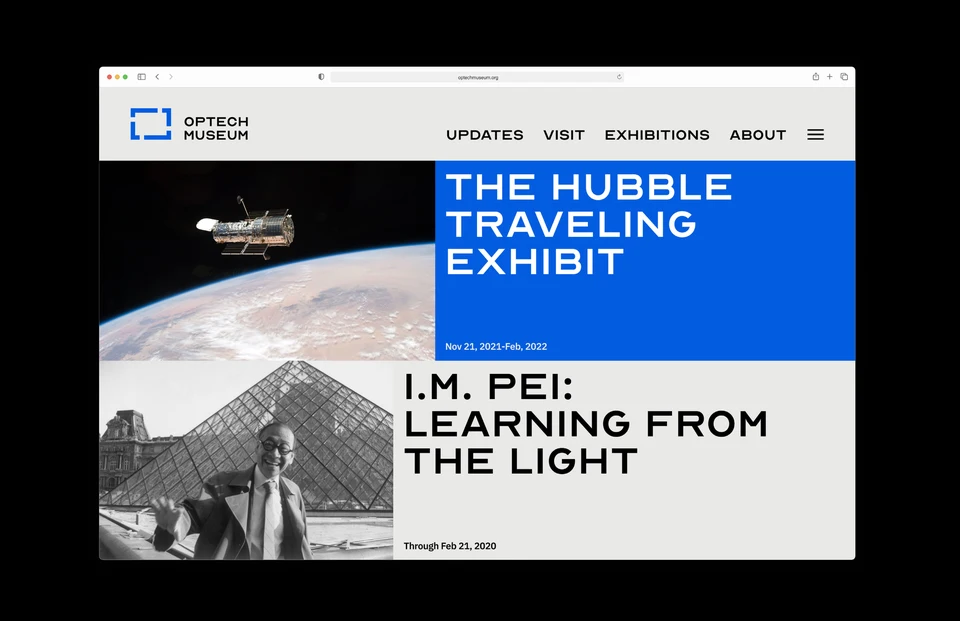 optechmuseum.org
OPTECH
MUSEUM
UPDATES VISIT EXHIBITIONS ABOUT
THE HUBBLE
TRAVELING
EXHIBIT
Nov 21, 2021-Feb, 2022
I.M. PEI:
LEARNING FROM
THE LIGHT
Through Feb 21, 2020